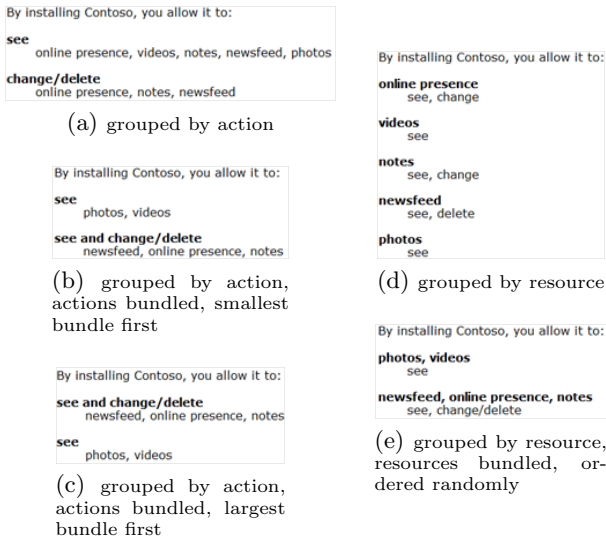 By installing Contoso, you allow it to:
see
online presence, videos, notes, newsfeed, photos
change/delete
online presence, notes, newsfeed
(a) grouped by action
By installing Contoso, you allow it to:
see
photos, videos
see and change/delete
newsfeed, online presence, notes
(b) grouped by action,
actions bundled, smallest
bundle first
By installing Contoso, you allow it to:
see and change/delete
newsfeed, online presence, notes
see
photos, videos
(c) grouped by action,
actions bundled, largest
bundle first
By installing Contoso, you allow it to:
online presence
see, change
videos
see
notes
see, change
newsfeed
see, delete
photos
see
(d) grouped by resource
By installing Contoso, you allow it to:
photos, videos
see
newsfeed, online presence, notes
see, change/delete
(e) grouped by resource,
resources bundled, or-
dered randomly